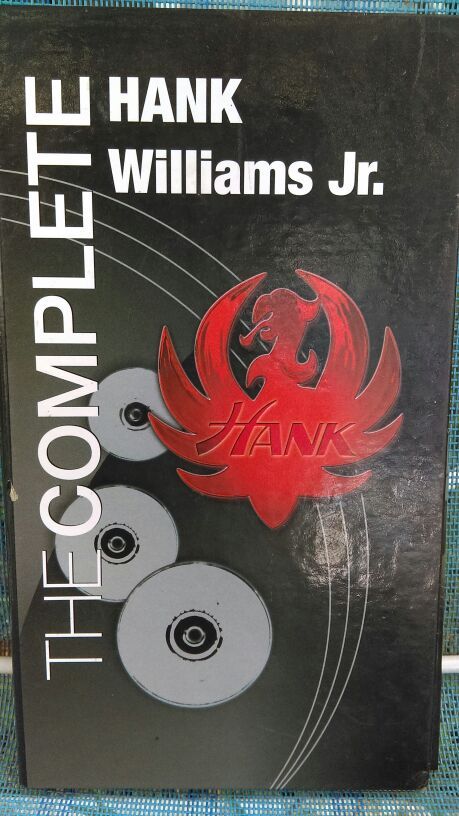 THE COMPLETE
HANK
Williams Jr.
HANK